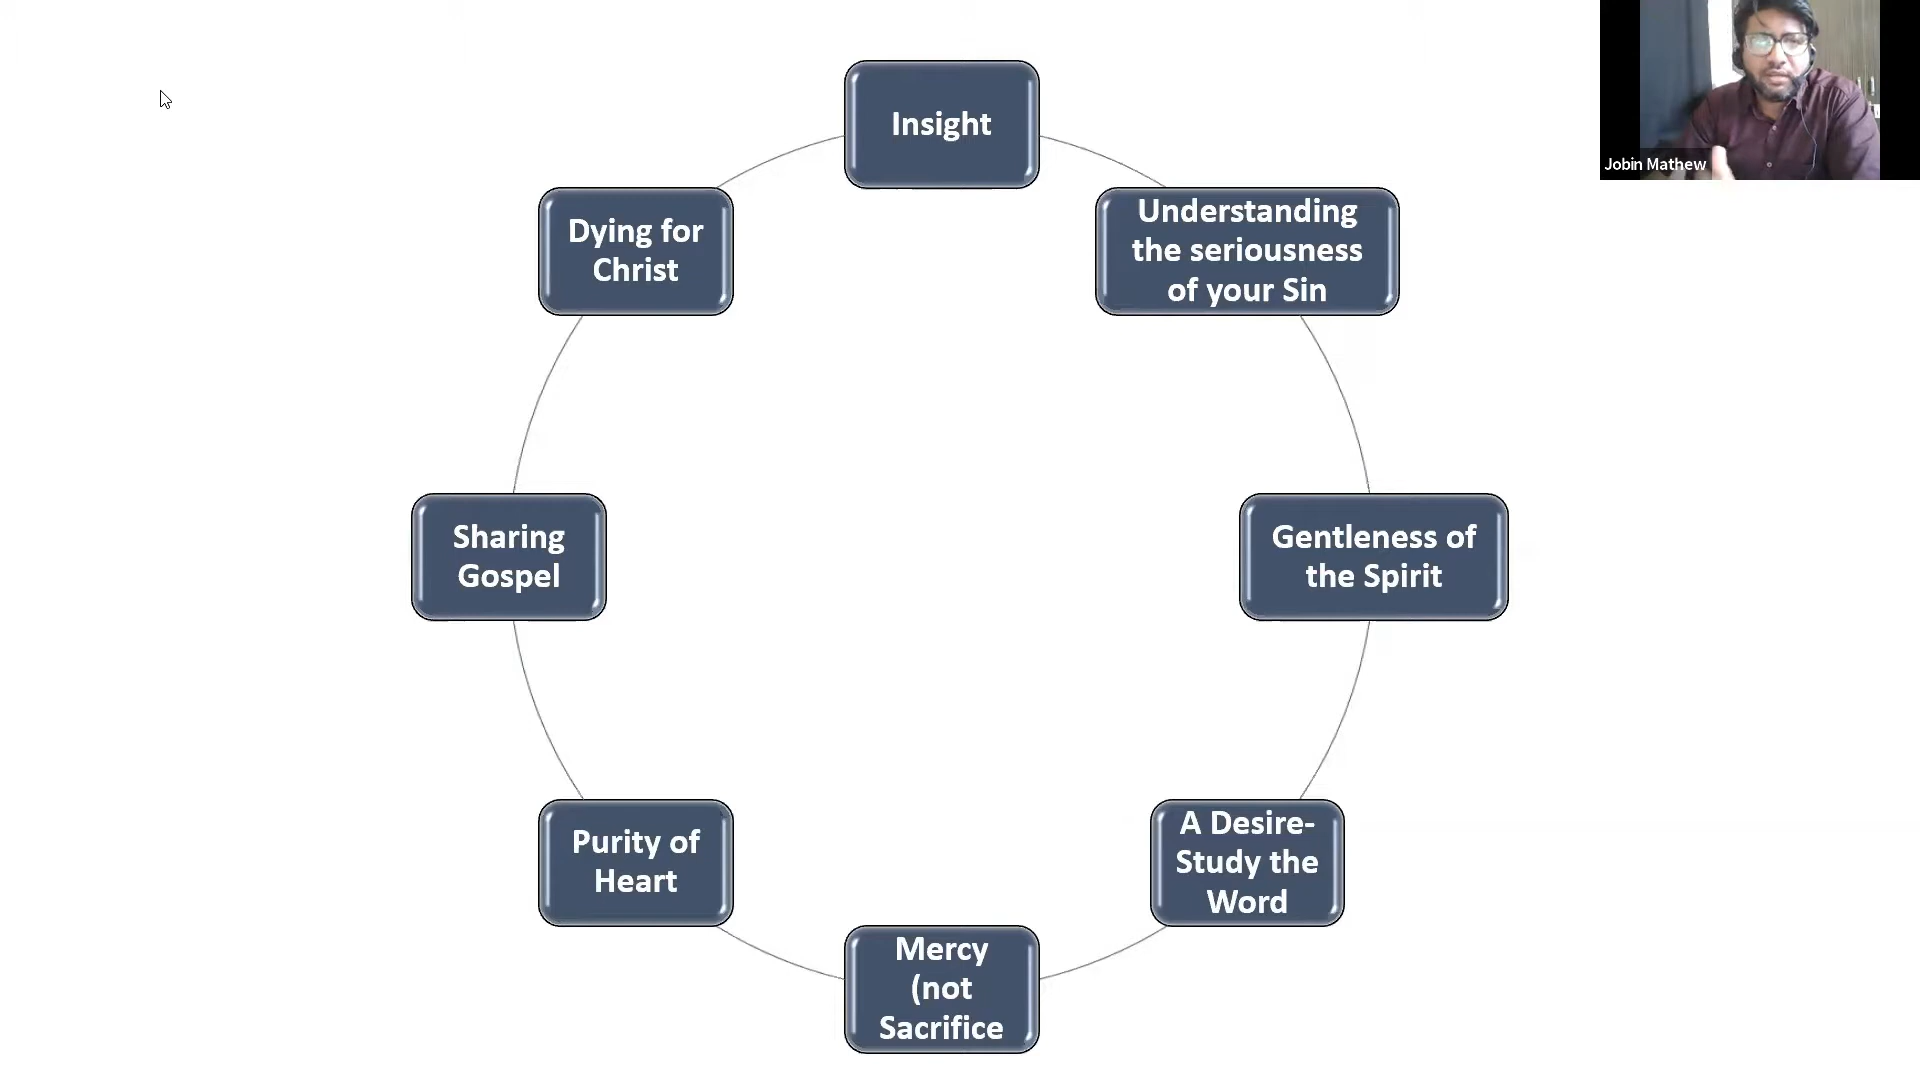 Insight
Understanding
the seriousness
of your Sin
Gentleness of
the Spirit
A Desire-
Study the
Word
Mercy
(not
Sacrifice
Purity of
Heart
Sharing
Gospel
Dying for
Christ
Jobin Mathew